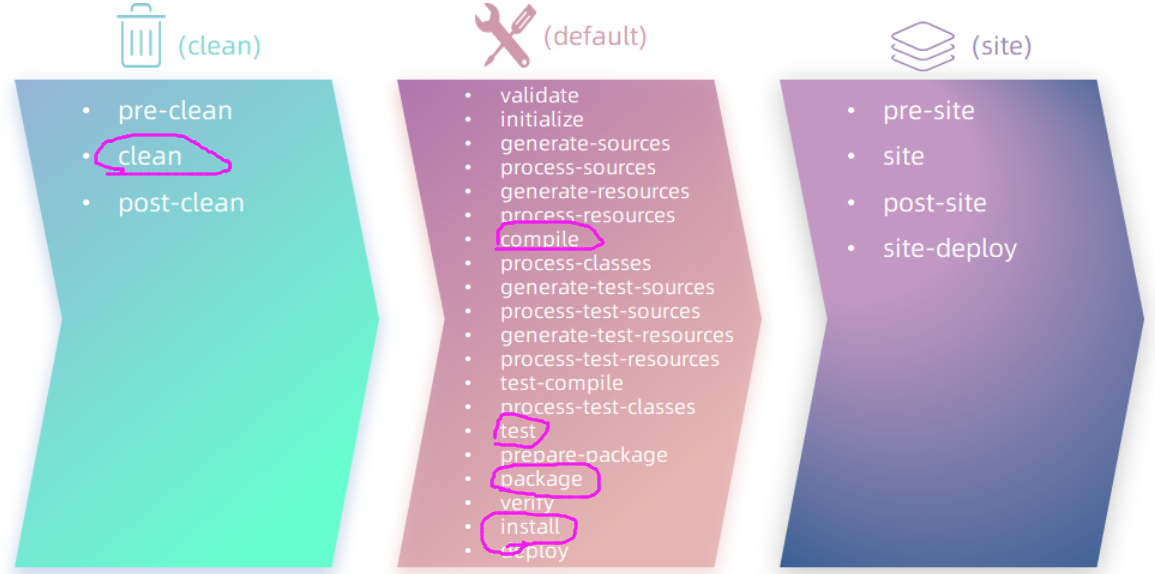 (clean)
• pre-clean
• clean
• post-clean
(default)
• validate
• initialize
• generate-sources
• process-sources
• generate-resources
• process-resources
• compile
• process-classes
• generate-test-sources
• process-test-sources
• generate-test-resources
• process-test-resources
• test-compile
• process-test-classes
• test
• prepare-package
• package
• verify
• install
• deploy
(site)
• pre-site
• site
• post-site
• site-deploy